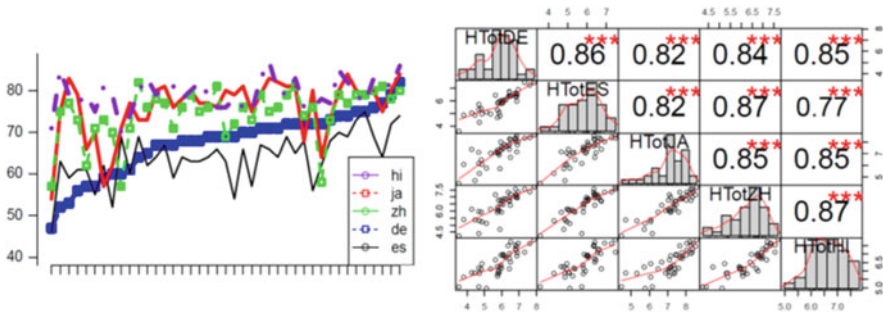 80
70
60
50
40
hi
ja
zh
de
es
4 5 6 7
4.5 5.5 6.5 7.5
HTotDE
0.86 ***
0.82 ***
0.84 ***
0.85 ***
4 6 8
4 6
HTotES
0.82 ***
0.87 ***
0.77 ***
HTotJA
0.85 ***
0.85 ***
5 7
4.5 6.0 7.5
HTotZH
0.87 ***
HTotHI
5.0 6.5
4 5 6 7 8
5 6 7 8
5.0 6.0 7.0